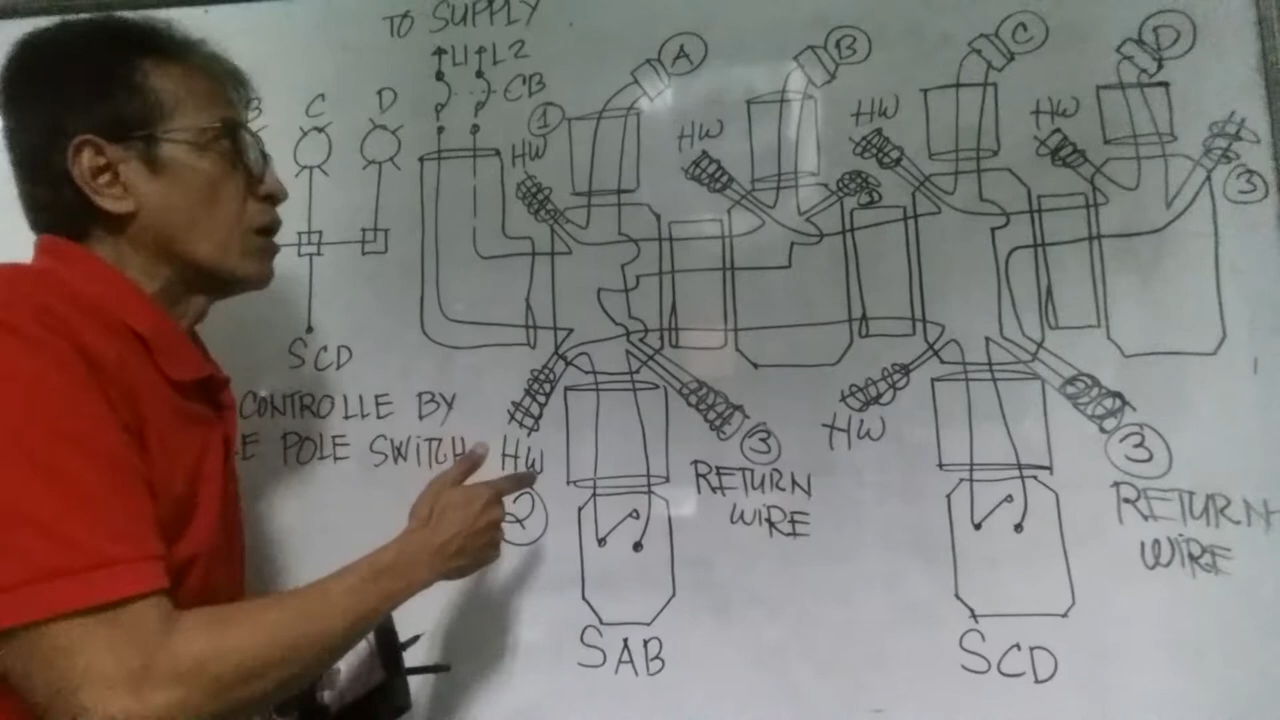 TO SUPPLY
L1 L2
CB
A
B
C
D
B C D
1
HW
HW
HW
HW
3
3
SCD
CONTROLLE BY
E POLE SWITCH
HW
2
3
RETURN
WIRE
HW
3
RETURN
WIRE
SAB
SCD